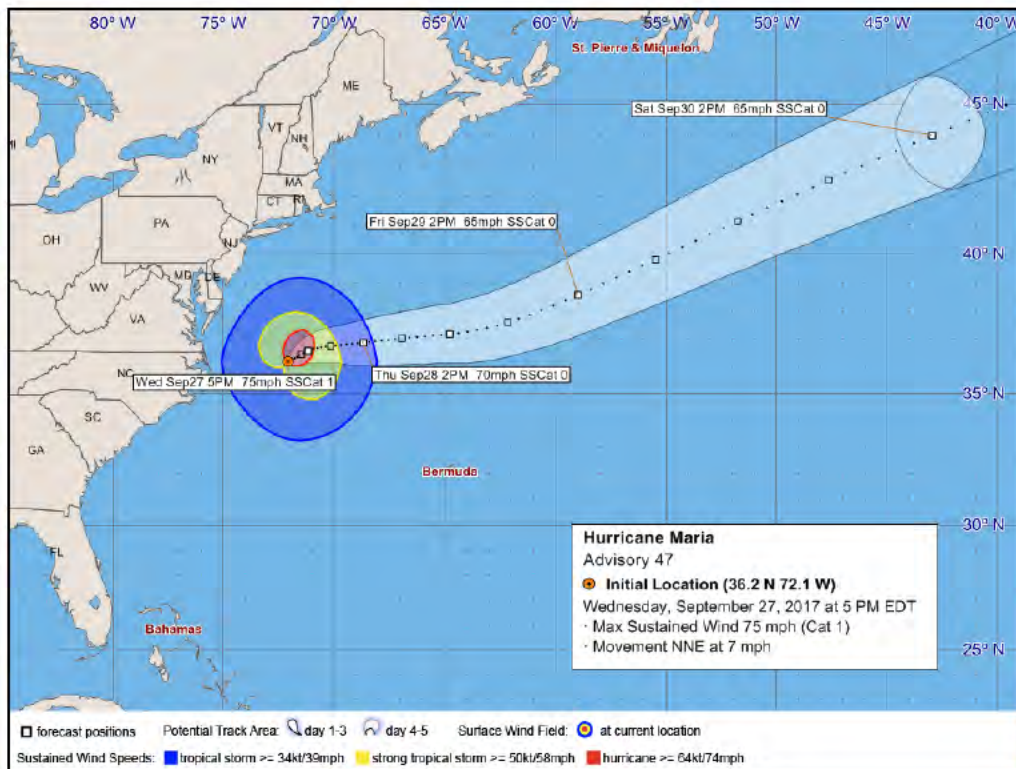 80° W 75° W 70° W 65° W 60° W 55° W 50° W 45° W 40° W
St. Pierre & Miquelon
ME
Sat Sep30 2PM 65mph SSCat 0
45° N
VT
NH
NY
MA
CT RI
Fri Sep29 2PM 65mph SSCat 0
PA
OH
NJ
40° N
MD DE
WV
VA
NC
Wed Sep27 5PM 75mph SSCat 1
Thu Sep28 2PM 70mph SSCat 0
35° N
SC
GA
Bermuda
30° N
FL
Hurricane Maria
Advisory 47
Initial Location (36.2 N 72.1 W)
Wednesday, September 27, 2017 at 5 PM EDT
· Max Sustained Wind 75 mph (Cat 1)
· Movement NNE at 7 mph
Bahamas
25° N
forecast positions Potential Track Area: day 1-3 day 4-5 Surface Wind Field: at current location
Sustained Wind Speeds: tropical storm >= 34kt/39mph strong tropical storm >= 50kt/58mph hurricane >= 64kt/74mph